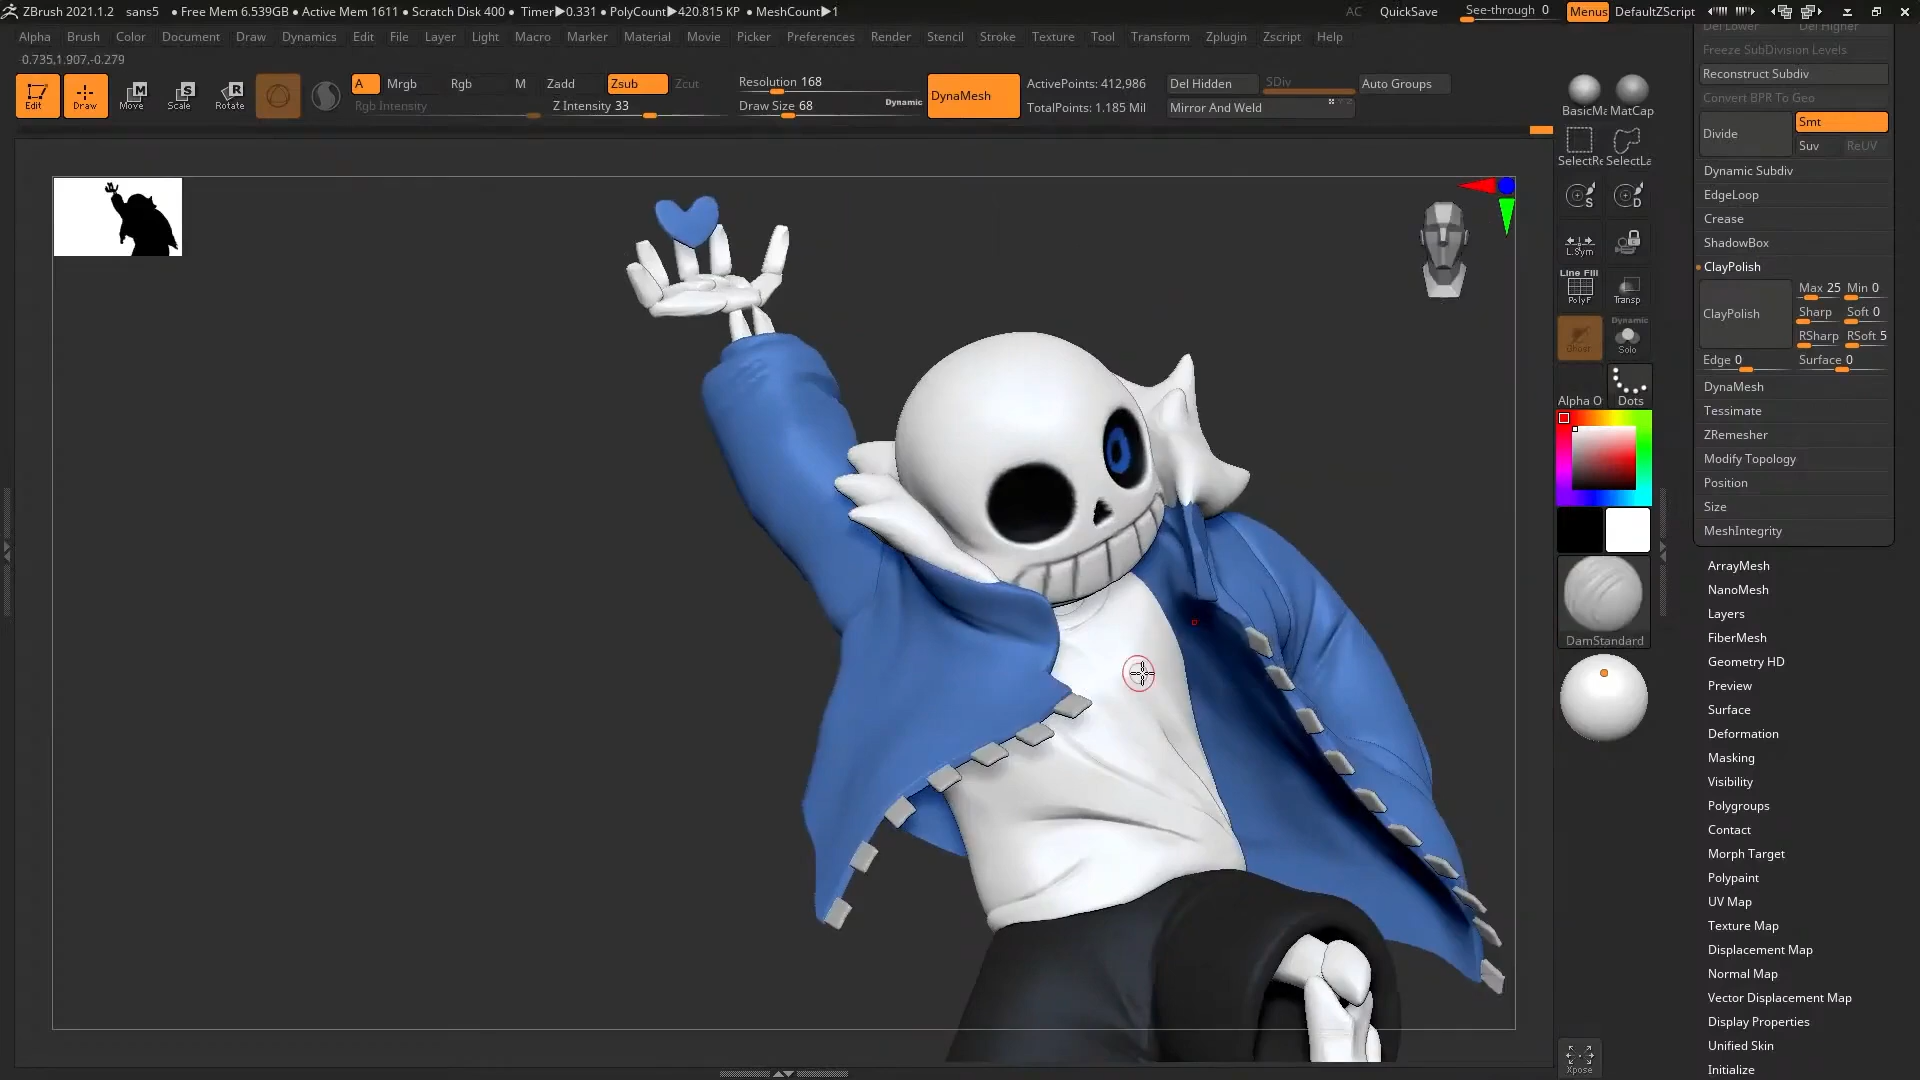 ZBrush 2021.1.2 sans5 • Free Mem 6.539GB • Active Mem 1611 • Scratch Disk 400 • Timer▶0.331 • PolyCount▶420.815 KP • MeshCount▶1 AC QuickSave See-through 0 Menus DefaultZScript
Alpha Brush Color Document Draw Dynamics Edit File Layer Light Macro Marker Material Movie Picker Preferences Render Stencil Stroke Texture Tool Transform Zplugin Zscript Help
-0.735,1.907,-0.279
Edit Draw Move Scale Rotate
A Mrgb Rgb M Zadd Zsub Zcut
Rgb Intensity Z Intensity 33
Resolution 168
Draw Size 68 Dynamic
DynaMesh
ActivePoints: 412,986
TotalPoints: 1.185 Mil
Del Hidden SDiv Auto Groups
Mirror And Weld
BasicMa MatCap
SelectRe SelectLa
S D
L.Sym
Line Fill
PolyF Transp
Ghost
Dynamic
Solo
Alpha O Dots
DamStandard
Xpose
Del Lower Del Higher
Freeze SubDivision Levels
Reconstruct Subdiv
Convert BPR To Geo
Divide Smt
Suv ReUV
Dynamic Subdiv
EdgeLoop
Crease
ShadowBox
ClayPolish
ClayPolish
Max 25 Min 0
Sharp Soft 0
RSharp RSoft 5
Edge 0 Surface 0
DynaMesh
Tessimate
ZRemesher
Modify Topology
Position
Size
MeshIntegrity
ArrayMesh
NanoMesh
Layers
FiberMesh
Geometry HD
Preview
Surface
Deformation
Masking
Visibility
Polygroups
Contact
Morph Target
Polypaint
UV Map
Texture Map
Displacement Map
Normal Map
Vector Displacement Map
Display Properties
Unified Skin
Initialize